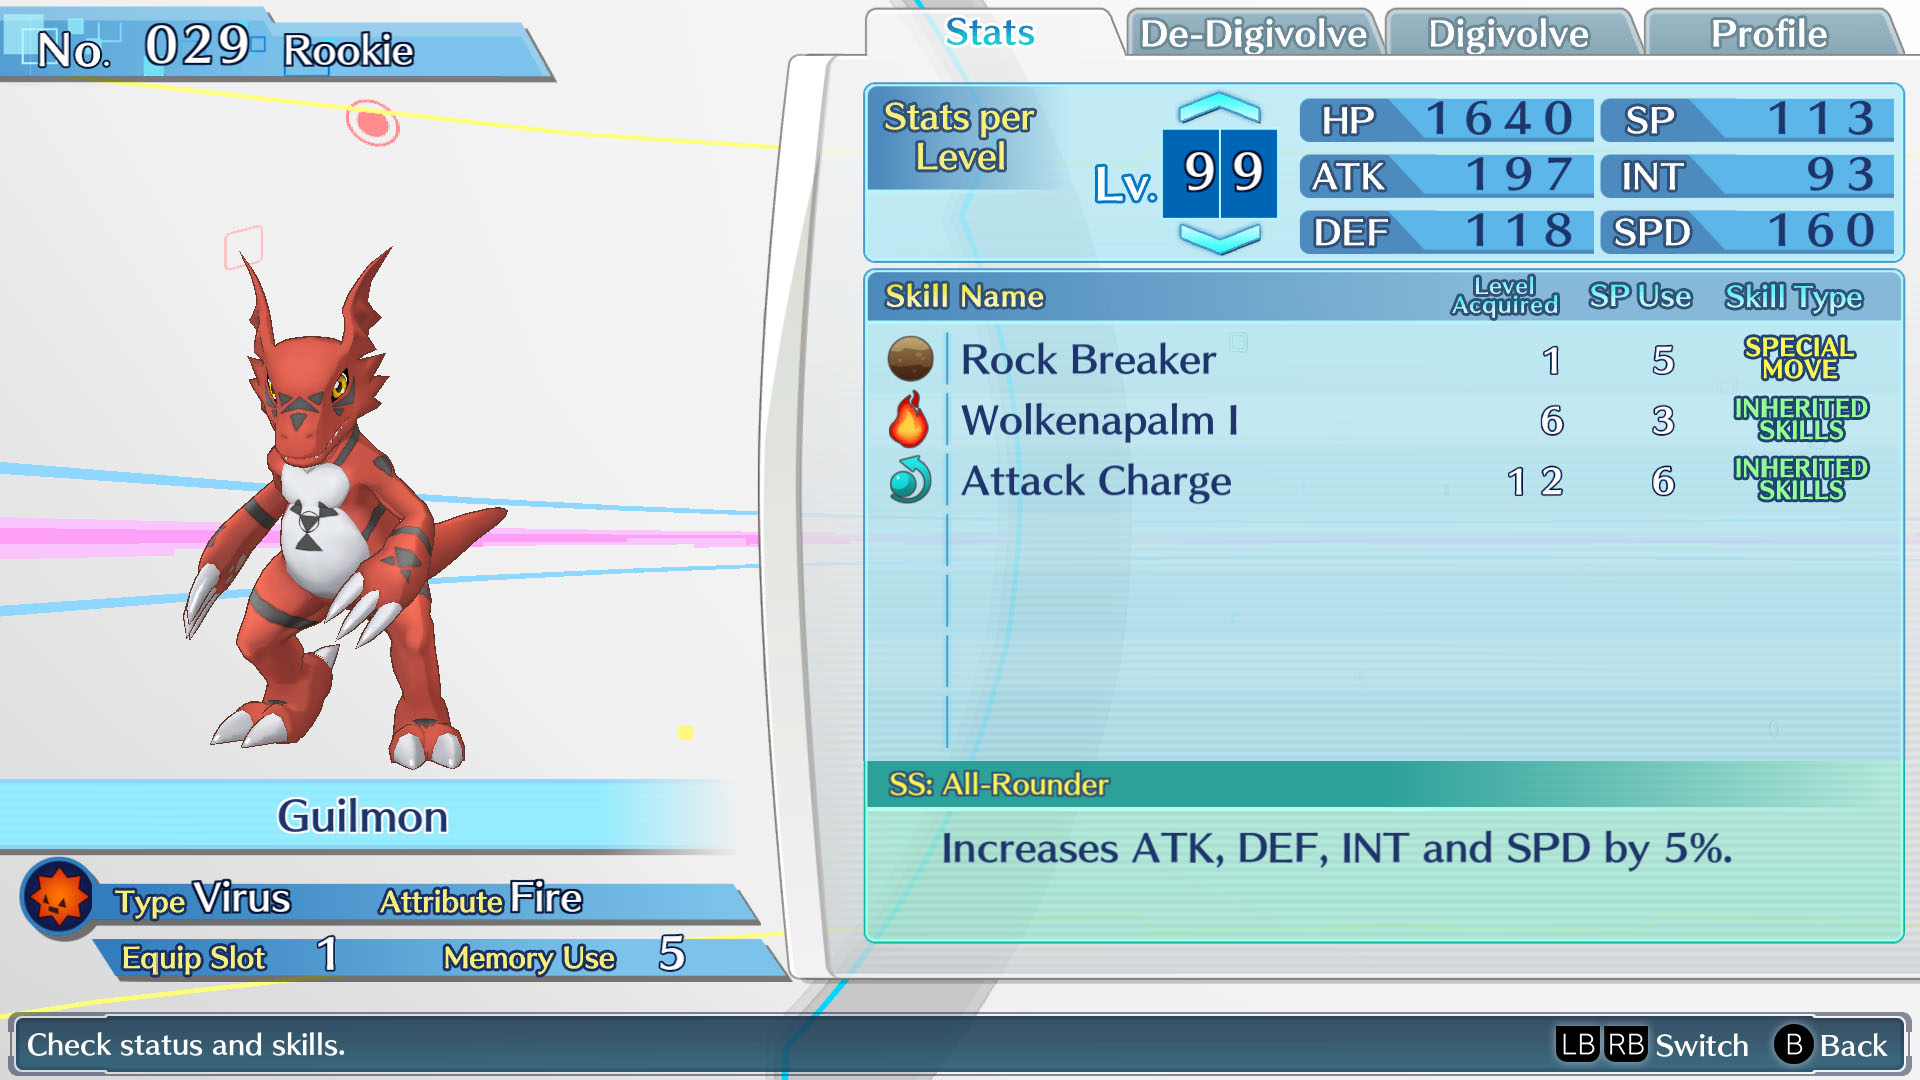 No. 029 Rookie
Stats
De-Digivolve
Digivolve
Profile
Stats per
Level
Lv. 99
HP 1640
SP 113
ATK 197
INT 93
DEF 118
SPD 160
Skill Name
Level
Acquired
SP Use
Skill Type
Rock Breaker 1 5 SPECIAL
MOVE
Wolkenapalm I 6 3 INHERITED
SKILLS
Attack Charge 12 6 INHERITED
SKILLS
SS: All-Rounder
Increases ATK, DEF, INT and SPD by 5%.
Guilmon
Type Virus Attribute Fire
Equip Slot 1 Memory Use 5
Check status and skills.
LB RB Switch B Back